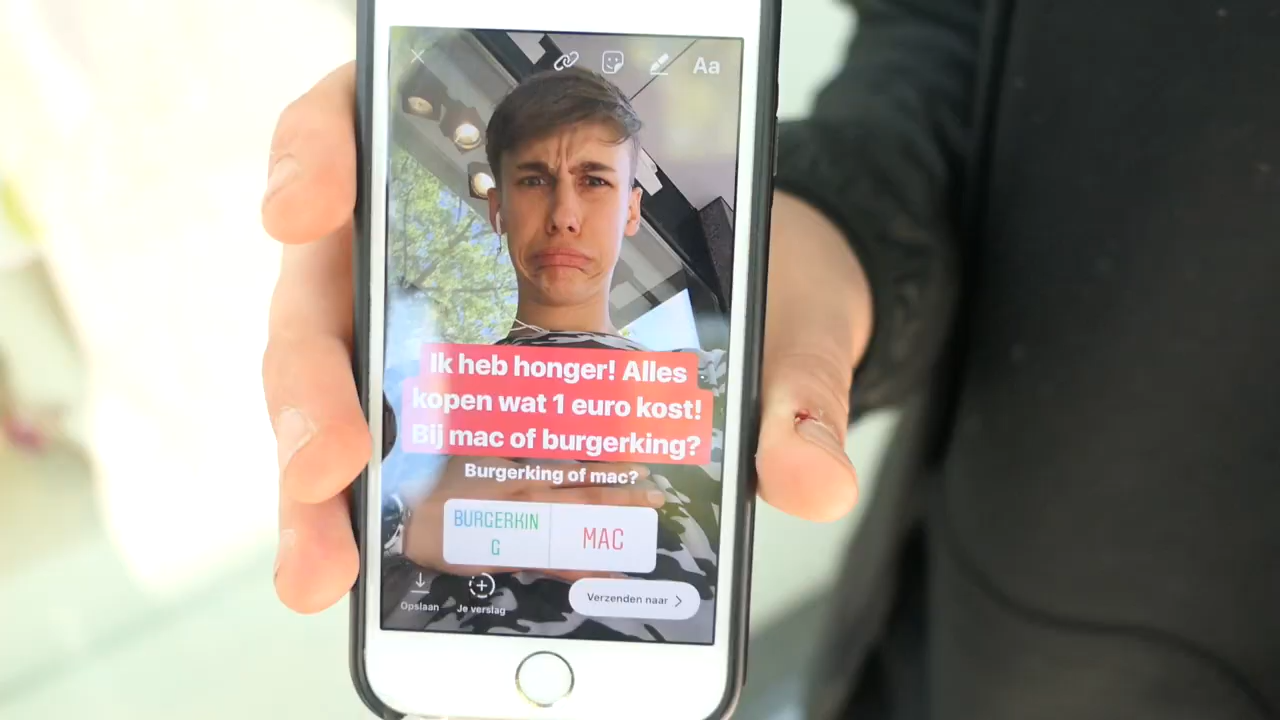 Aa
Ik heb honger! Alles
kopen wat 1 euro kost!
Bij mac of burgerking?
Burgerking of mac?
BURGERKIN
G
MAC
Opslaan
Je verslag
Verzenden naar